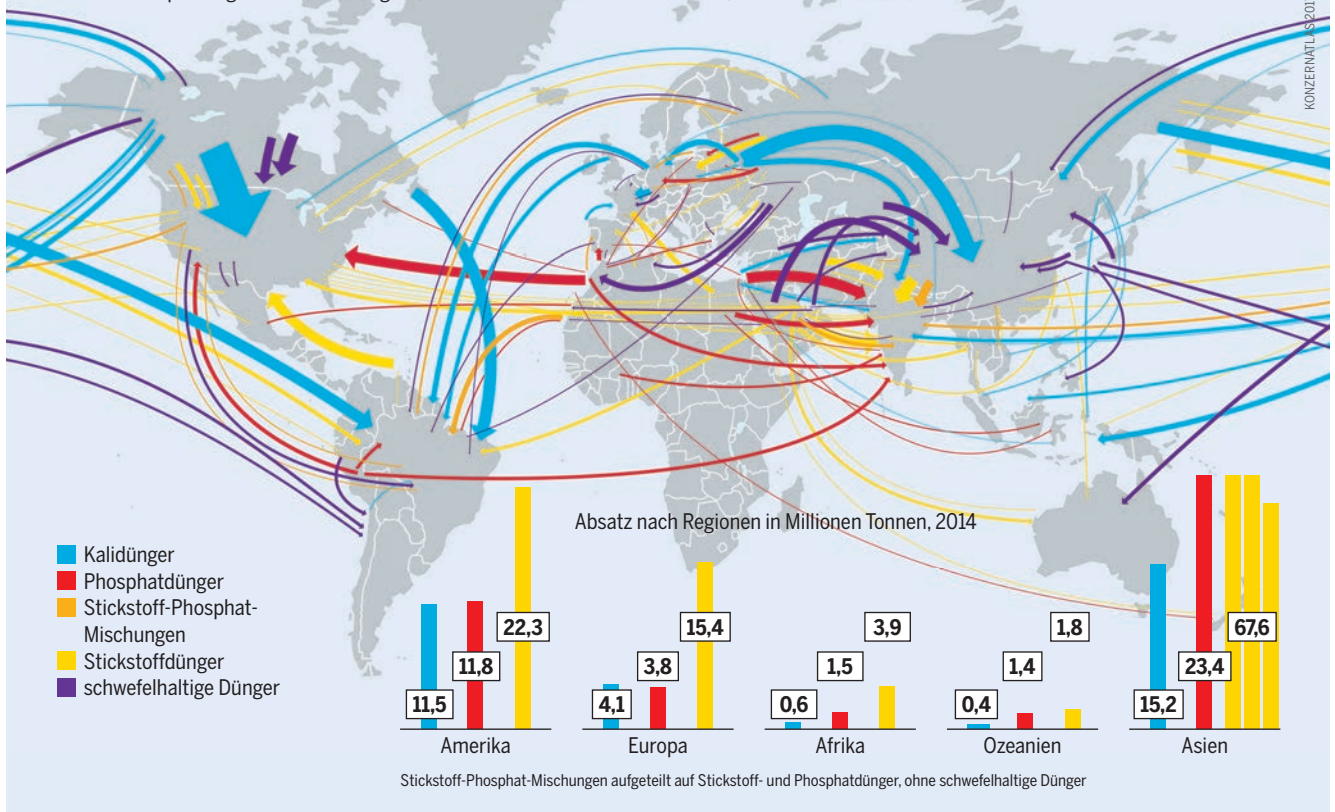 KONZERNATLAS 201
Absatz nach Regionen in Millionen Tonnen, 2014
Kalidünger
Phosphatdünger
Stickstoff-Phosphat-
Mischungen
Stickstoffdünger
schwefelhaltige Dünger
11,5
11,8
22,3
Amerika
4,1
3,8
15,4
Europa
0,6
1,5
3,9
Afrika
0,4
1,4
1,8
Ozeanien
15,2
23,4
67,6
Asien
Stickstoff-Phosphat-Mischungen aufgeteilt auf Stickstoff- und Phosphatdünger, ohne schwefelhaltige Dünger